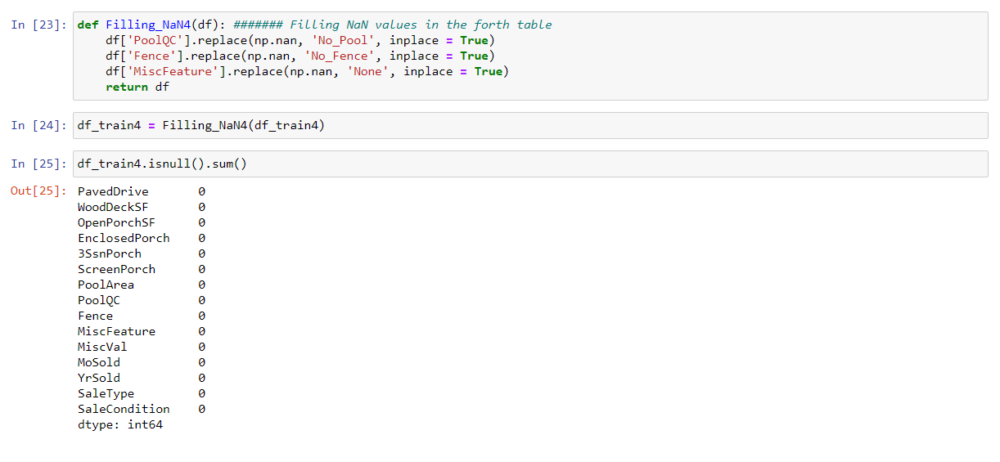 In [23]: def Filling_NaN4(df): ####### Filling NaN values in the forth table
    df['PoolQC'].replace(np.nan, 'No_Pool', inplace = True)
    df['Fence'].replace(np.nan, 'No_Fence', inplace = True)
    df['MiscFeature'].replace(np.nan, 'None', inplace = True)
    return df
In [24]: df_train4 = Filling_NaN4(df_train4)
In [25]: df_train4.isnull().sum()
Out[25]: PavedDrive       0
WoodDeckSF       0
OpenPorchSF      0
EnclosedPorch    0
3SsnPorch        0
ScreenPorch      0
PoolArea         0
PoolQC           0
Fence            0
MiscFeature      0
MiscVal          0
MoSold           0
YrSold           0
SaleType         0
SaleCondition    0
dtype: int64